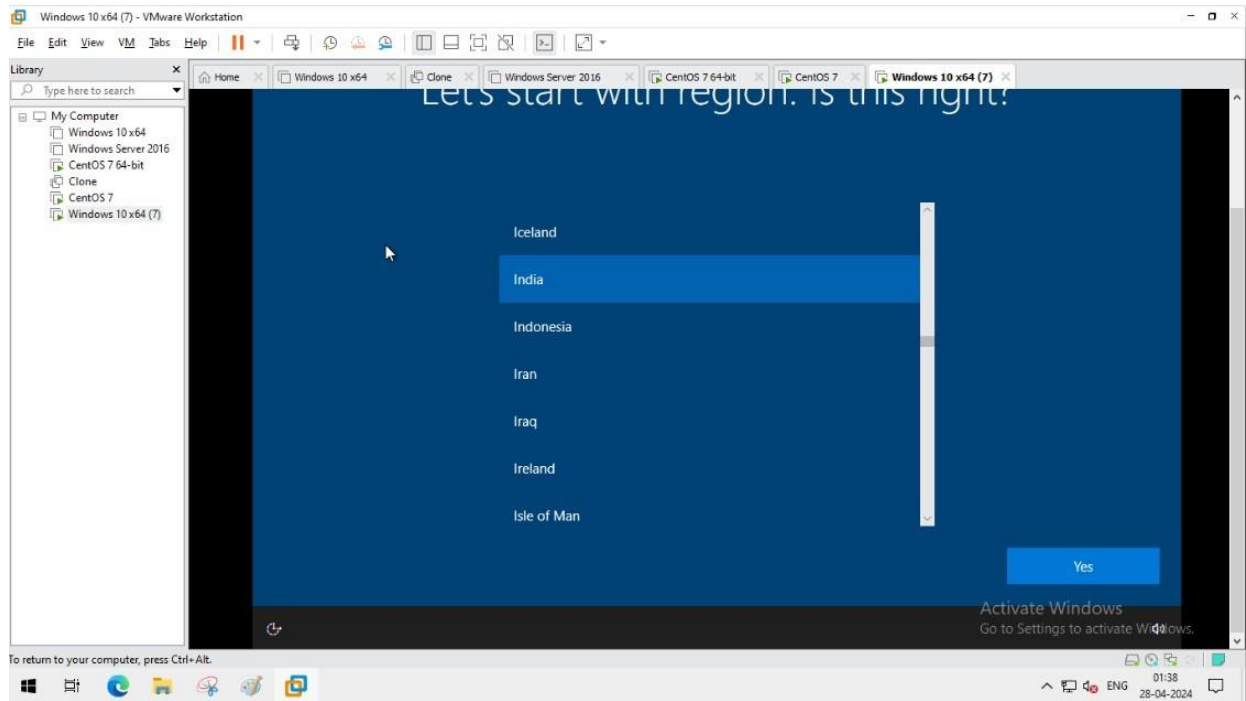 Windows 10 x64 (7) - VMware Workstation
File Edit View VM Tabs Help
Library
Type here to search
Home Windows 10 x64 Clone Windows Server 2016 CentOS 7 64-bit CentOS 7 Windows 10 x64 (7)
My Computer
Windows 10 x64
Windows Server 2016
CentOS 7 64-bit
Clone
CentOS 7
Windows 10 x64 (7)
Let's start with region. Is this right?
Iceland
India
Indonesia
Iran
Iraq
Ireland
Isle of Man
Yes
Activate Windows
Go to Settings to activate Windows.
To return to your computer, press Ctrl+Alt.
ENG
01:38
28-04-2024